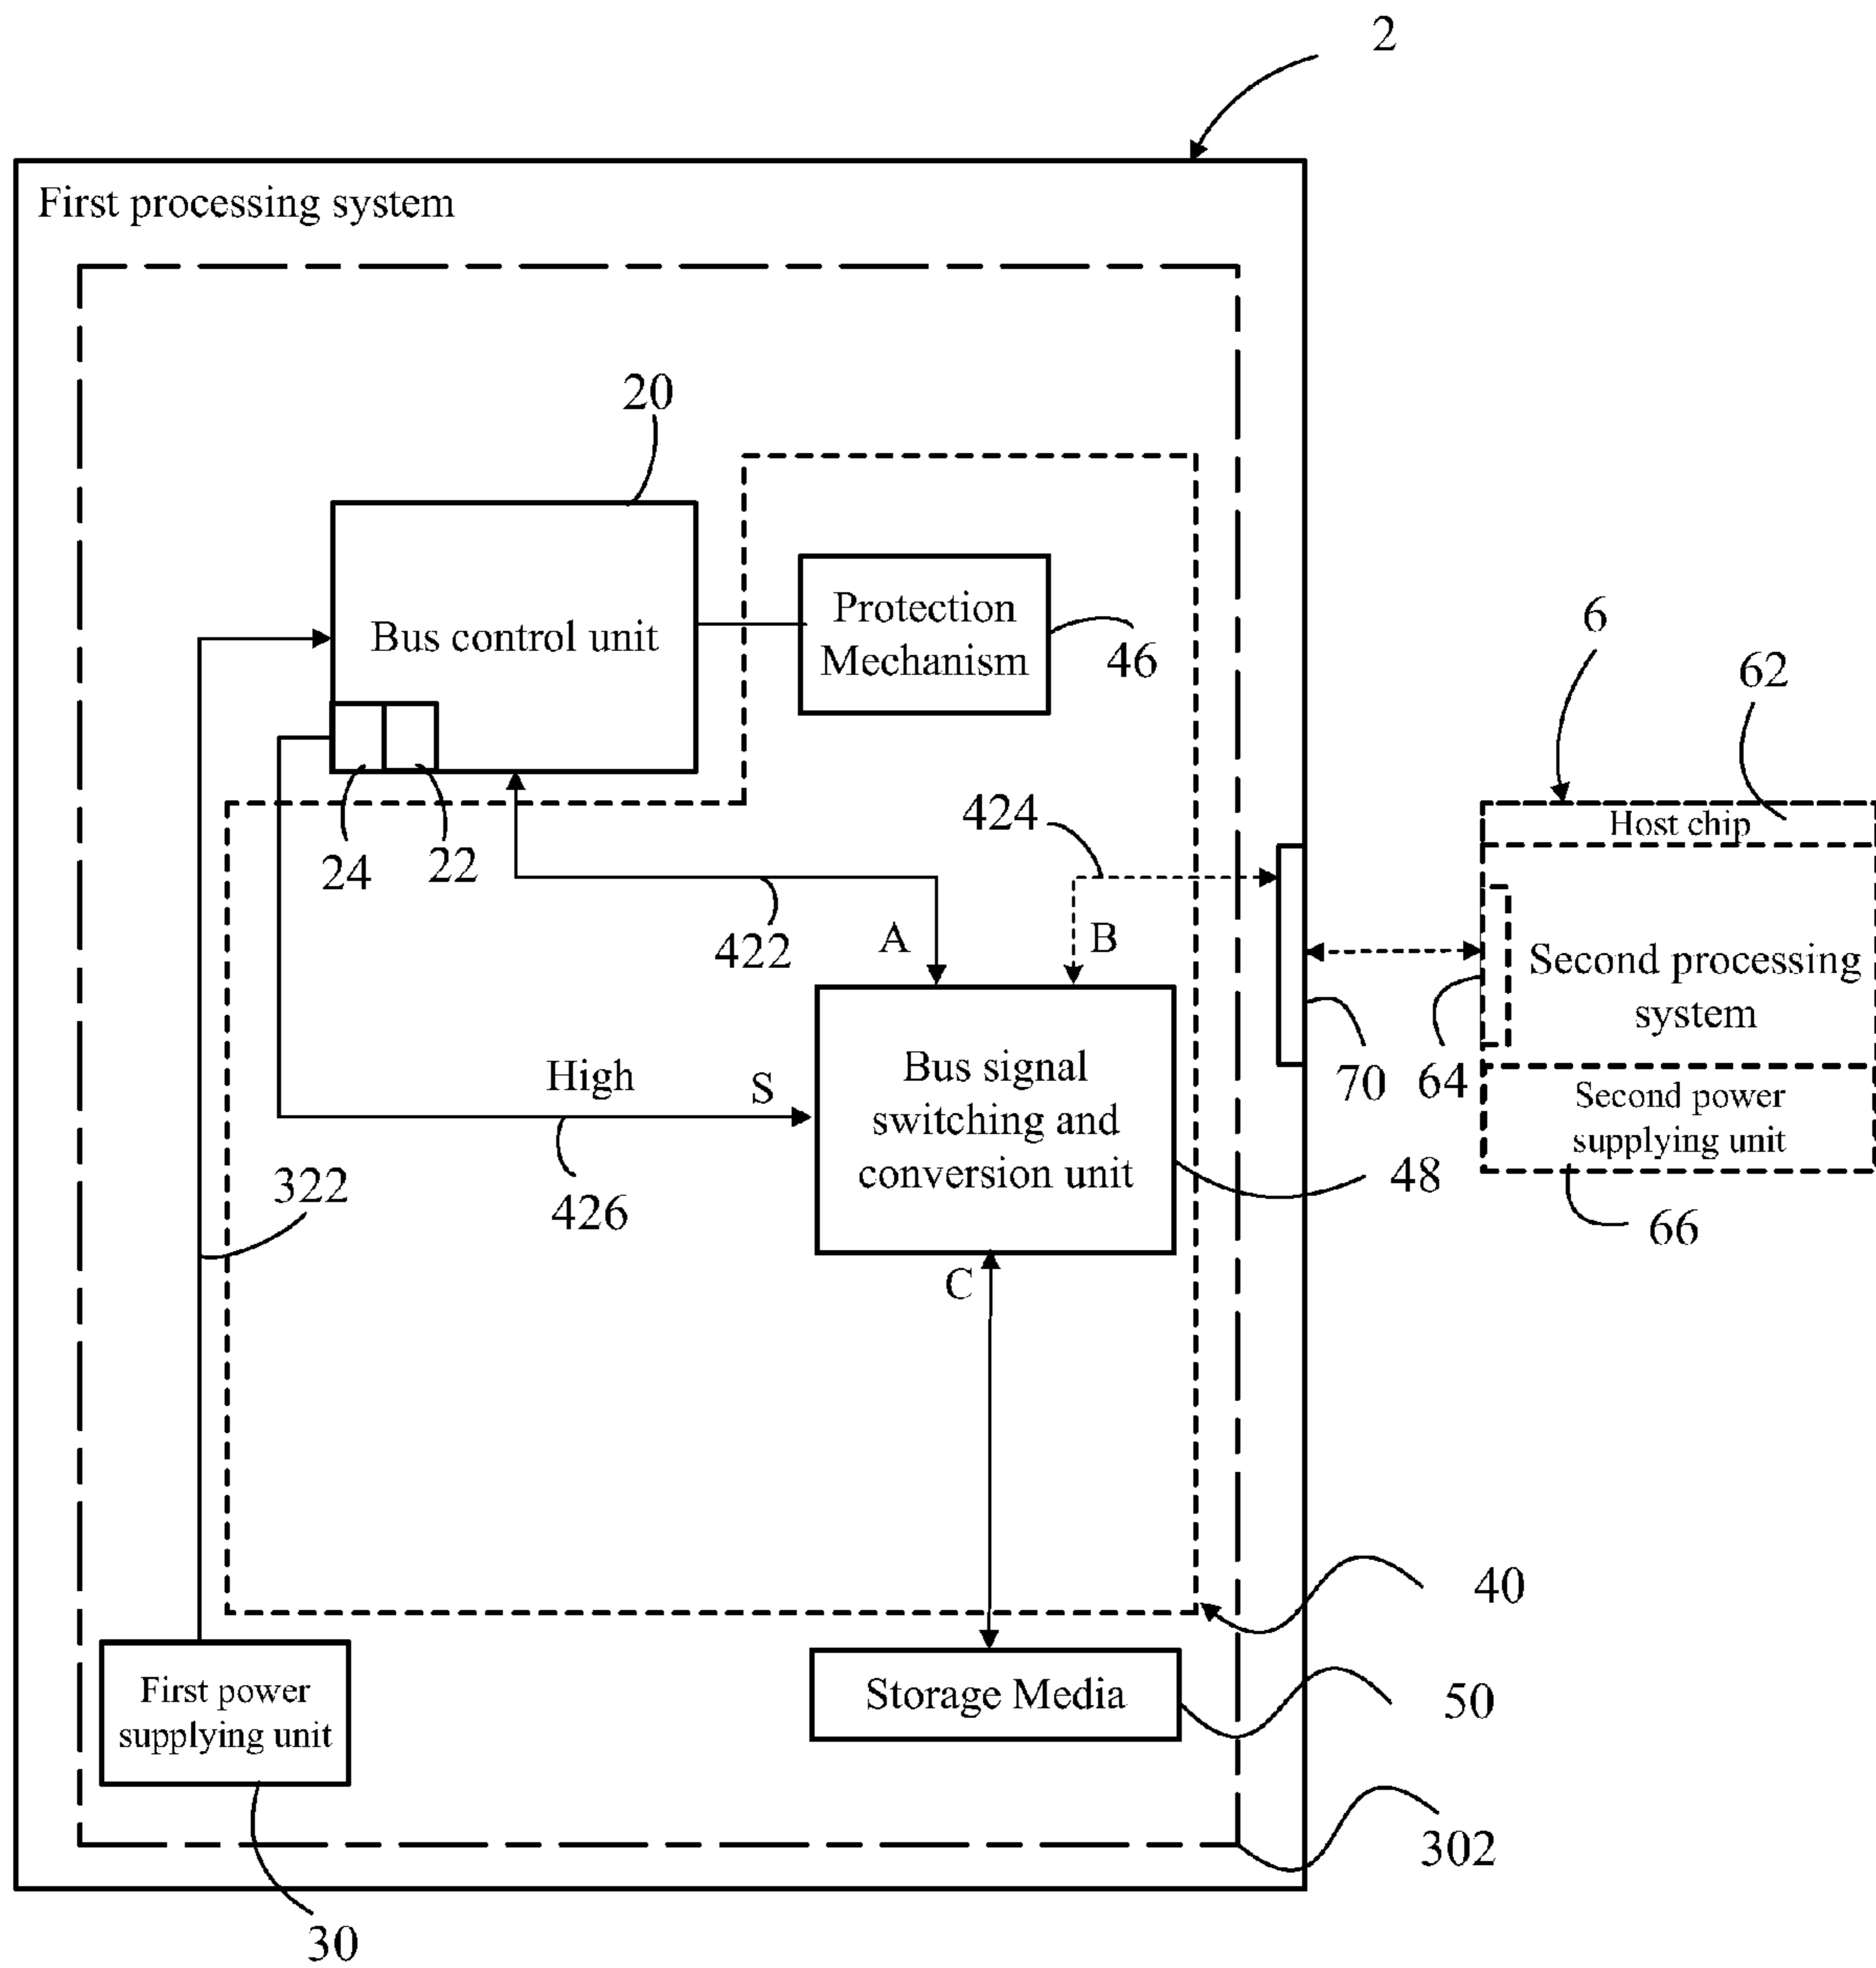 2
First processing system
20
Protection
Mechanism
Bus control unit
46
6
62
424
Host chip
24
22
422
A
B
Second processing
system
High
S
Bus signal
switching and
conversion unit
70
64
Second power
supplying unit
322
426
48
66
C
40
First power
supplying unit
Storage Media
50
302
30